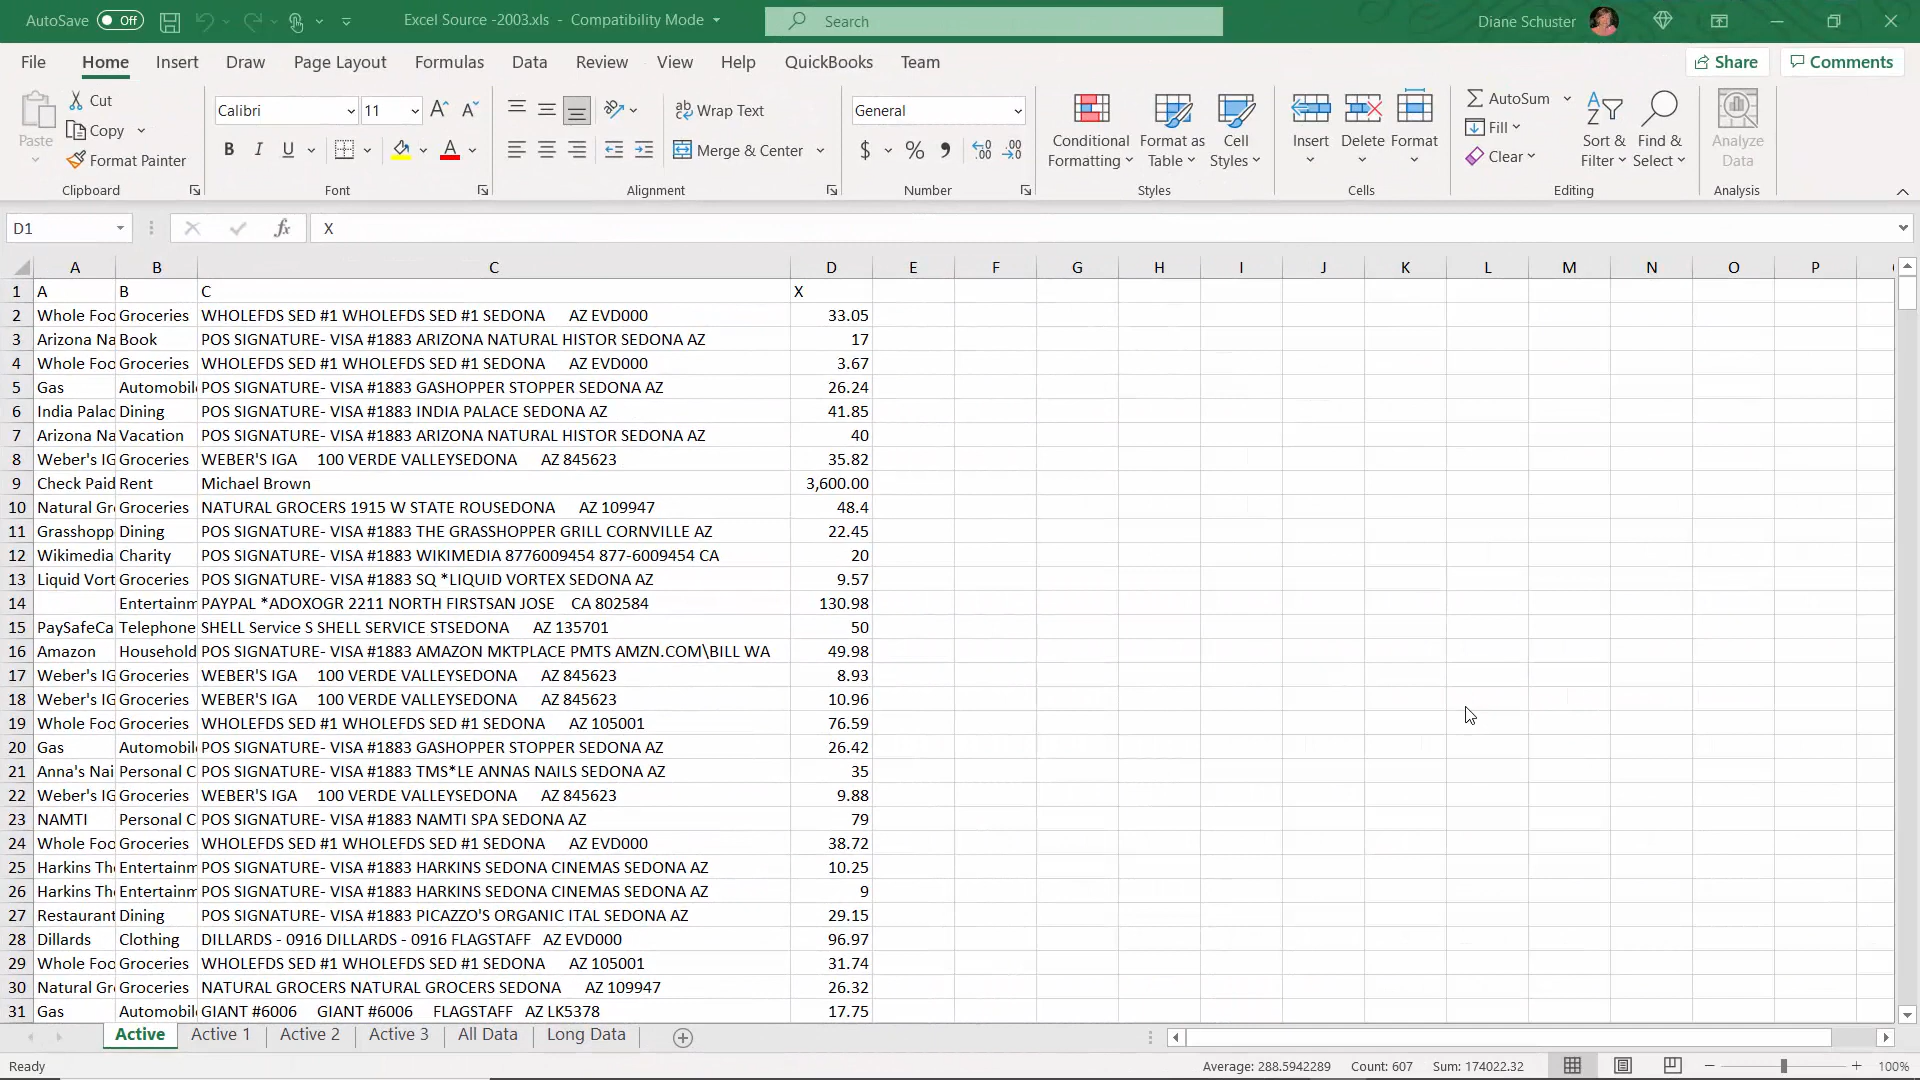 AutoSave Off Excel Source -2003.xls - Compatibility Mode Search Diane Schuster
File Home Insert Draw Page Layout Formulas Data Review View Help QuickBooks Team Share Comments
Paste Cut Copy Format Painter Clipboard
Calibri 11 A A B I U A Font
ab Wrap Text Merge & Center Alignment
General $ % , Number
Conditional Formatting Format as Table Cell Styles Styles
Insert Delete Format Cells
AutoSum Fill Clear Sort & Filter Find & Select Editing
Analyze Data Analysis
D1 fx X
A B C D E F G H I J K L M N O P
1 A B C X
2 Whole Foo Groceries WHOLEFDS SED #1 WHOLEFDS SED #1 SEDONA AZ EVD000 33.05
3 Arizona Na Book POS SIGNATURE- VISA #1883 ARIZONA NATURAL HISTOR SEDONA AZ 17
4 Whole Foo Groceries WHOLEFDS SED #1 WHOLEFDS SED #1 SEDONA AZ EVD000 3.67
5 Gas Automobile POS SIGNATURE- VISA #1883 GASHOPPER STOPPER SEDONA AZ 26.24
6 India Palac Dining POS SIGNATURE- VISA #1883 INDIA PALACE SEDONA AZ 41.85
7 Arizona Na Vacation POS SIGNATURE- VISA #1883 ARIZONA NATURAL HISTOR SEDONA AZ 40
8 Weber's IG Groceries WEBER'S IGA 100 VERDE VALLEYSEDONA AZ 845623 35.82
9 Check Paid Rent Michael Brown 3,600.00
10 Natural Gr Groceries NATURAL GROCERS 1915 W STATE ROUSEDONA AZ 109947 48.4
11 Grasshopp Dining POS SIGNATURE- VISA #1883 THE GRASSHOPPER GRILL CORNVILLE AZ 22.45
12 Wikimedia Charity POS SIGNATURE- VISA #1883 WIKIMEDIA 8776009454 877-6009454 CA 20
13 Liquid Vort Groceries POS SIGNATURE- VISA #1883 SQ *LIQUID VORTEX SEDONA AZ 9.57
14 Entertainm PAYPAL *ADOXOGR 2211 NORTH FIRSTSAN JOSE CA 802584 130.98
15 PaySafeCa Telephone SHELL Service S SHELL SERVICE STSEDONA AZ 135701 50
16 Amazon Household POS SIGNATURE- VISA #1883 AMAZON MKTPLACE PMTS AMZN.COM\BILL WA 49.98
17 Weber's IG Groceries WEBER'S IGA 100 VERDE VALLEYSEDONA AZ 845623 8.93
18 Weber's IG Groceries WEBER'S IGA 100 VERDE VALLEYSEDONA AZ 845623 10.96
19 Whole Foo Groceries WHOLEFDS SED #1 WHOLEFDS SED #1 SEDONA AZ 105001 76.59
20 Gas Automobile POS SIGNATURE- VISA #1883 GASHOPPER STOPPER SEDONA AZ 26.42
21 Anna's Nai Personal C POS SIGNATURE- VISA #1883 TMS*LE ANNAS NAILS SEDONA AZ 35
22 Weber's IG Groceries WEBER'S IGA 100 VERDE VALLEYSEDONA AZ 845623 9.88
23 NAMTI Personal C POS SIGNATURE- VISA #1883 NAMTI SPA SEDONA AZ 79
24 Whole Foo Groceries WHOLEFDS SED #1 WHOLEFDS SED #1 SEDONA AZ EVD000 38.72
25 Harkins The Entertainm POS SIGNATURE- VISA #1883 HARKINS SEDONA CINEMAS SEDONA AZ 10.25
26 Harkins The Entertainm POS SIGNATURE- VISA #1883 HARKINS SEDONA CINEMAS SEDONA AZ 9
27 Restaurant Dining POS SIGNATURE- VISA #1883 PICAZZO'S ORGANIC ITAL SEDONA AZ 29.15
28 Dillards Clothing DILLARDS - 0916 DILLARDS - 0916 FLAGSTAFF AZ EVD000 96.97
29 Whole Foo Groceries WHOLEFDS SED #1 WHOLEFDS SED #1 SEDONA AZ 105001 31.74
30 Natural Gr Groceries NATURAL GROCERS NATURAL GROCERS SEDONA AZ 109947 26.32
31 Gas Automobile GIANT #6006 GIANT #6006 FLAGSTAFF AZ LK5378 17.75
Active Active 1 Active 2 Active 3 All Data Long Data
Ready Average: 288.5942289 Count: 607 Sum: 174022.32 100%